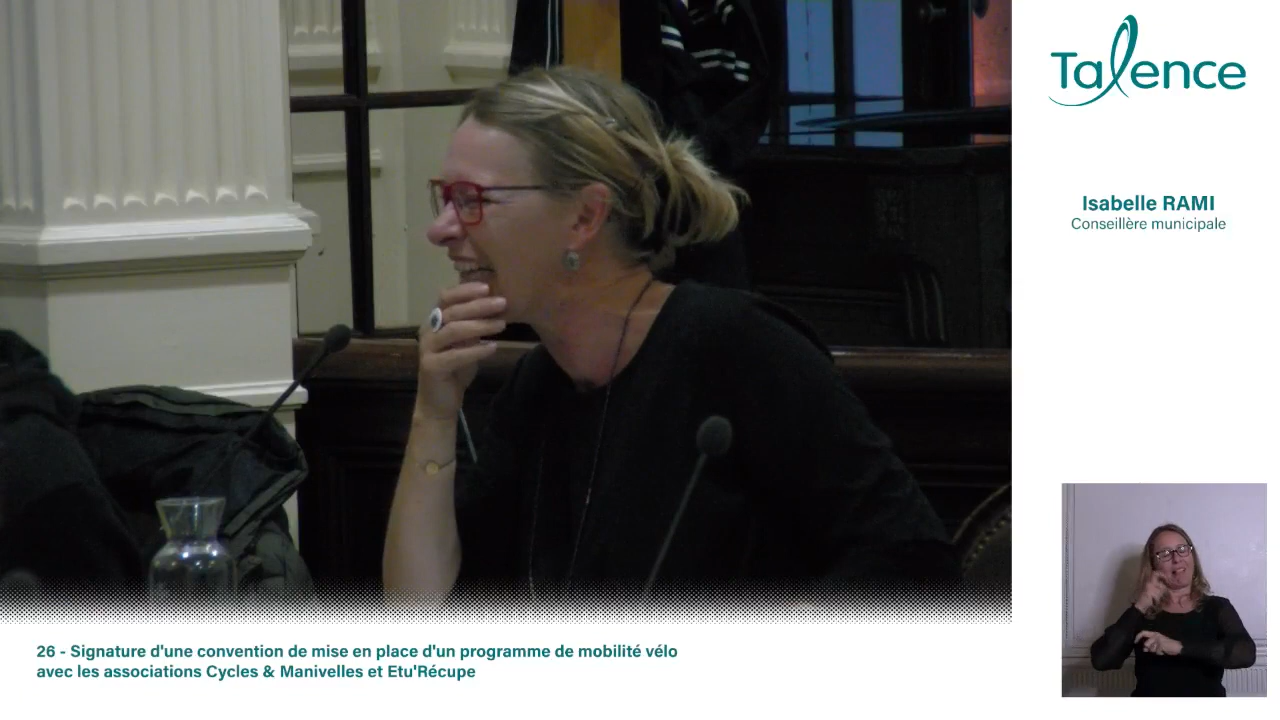 Talence
Isabelle RAMI
Conseillère municipale
26 - Signature d'une convention de mise en place d'un programme de mobilité vélo
avec les associations Cycles & Manivelles et Etu'Récupe